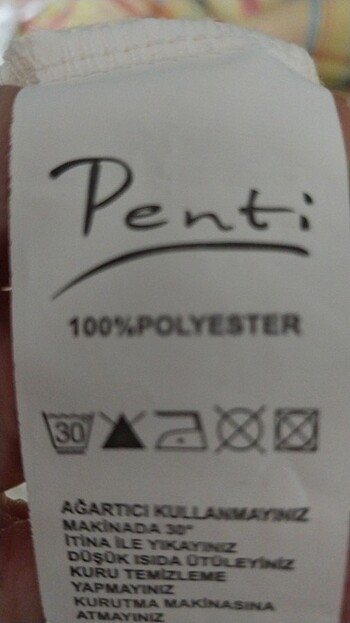 Penti
100%POLYESTER
30
AĞARTICI KULLANMAYINIZ
MAKİNADA 30°
İTİNA İLE YIKAYINIZ
DÜŞÜK ISIDA ÜTÜLEYİNİZ
KURU TEMİZLEME
YAPMAYINIZ
KURUTMA MAKİNASINA
ATMAYINIZ